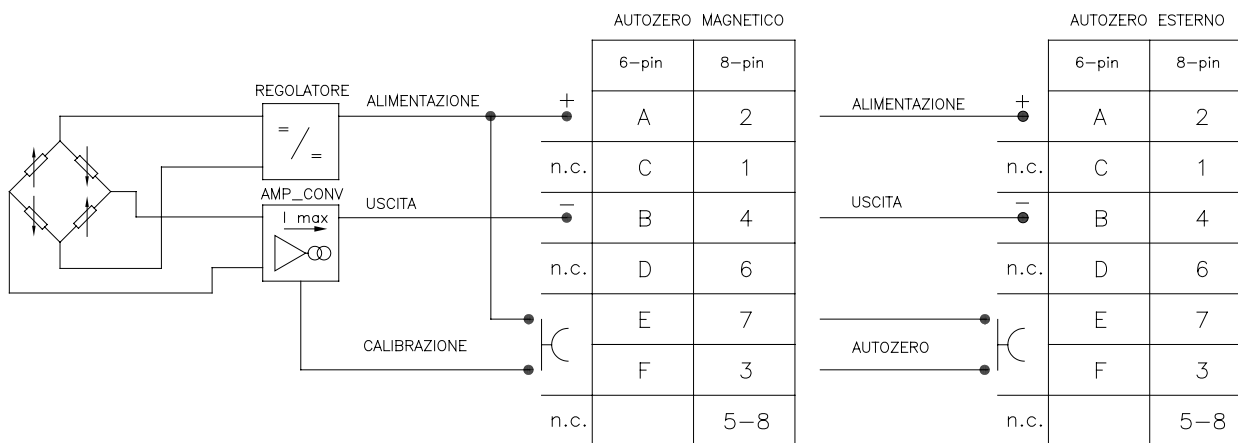 AUTOZERO MAGNETICO
AUTOZERO ESTERNO
6-pin 8-pin
6-pin 8-pin
REGOLATORE
ALIMENTAZIONE + A 2
ALIMENTAZIONE + A 2
= / =
n.c. C 1
n.c. C 1
AMP_CONV
I max
USCITA - B 4
USCITA - B 4
n.c. D 6
n.c. D 6
E 7
E 7
CALIBRAZIONE F 3
AUTOZERO F 3
n.c. 5-8
n.c. 5-8